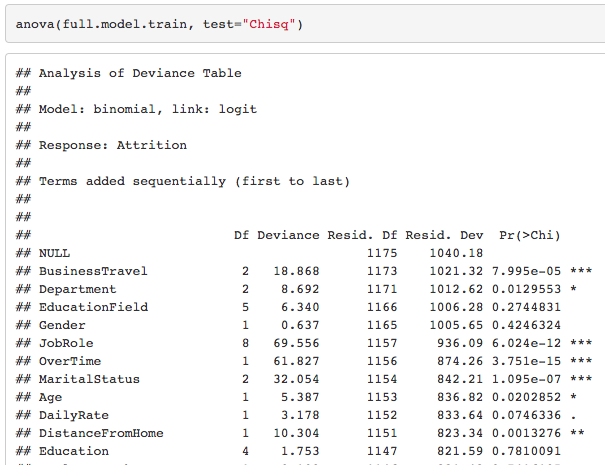 anova(full.model.train, test="Chisq")
## Analysis of Deviance Table
##
## Model: binomial, link: logit
##
## Response: Attrition
##
## Terms added sequentially (first to last)
##
##
## Df Deviance Resid. Df Resid. Dev Pr(>Chi)
## NULL 1175 1040.18
## BusinessTravel 2 18.868 1173 1021.32 7.995e-05 ***
## Department 2 8.692 1171 1012.62 0.0129553 *
## EducationField 5 6.340 1166 1006.28 0.2744831
## Gender 1 0.637 1165 1005.65 0.4246324
## JobRole 8 69.556 1157 936.09 6.024e-12 ***
## OverTime 1 61.827 1156 874.26 3.751e-15 ***
## MaritalStatus 2 32.054 1154 842.21 1.095e-07 ***
## Age 1 5.387 1153 836.82 0.0202852 *
## DailyRate 1 3.178 1152 833.64 0.0746336 .
## DistanceFromHome 1 10.304 1151 823.34 0.0013276 **
## Education 4 1.753 1147 821.59 0.7810091
##